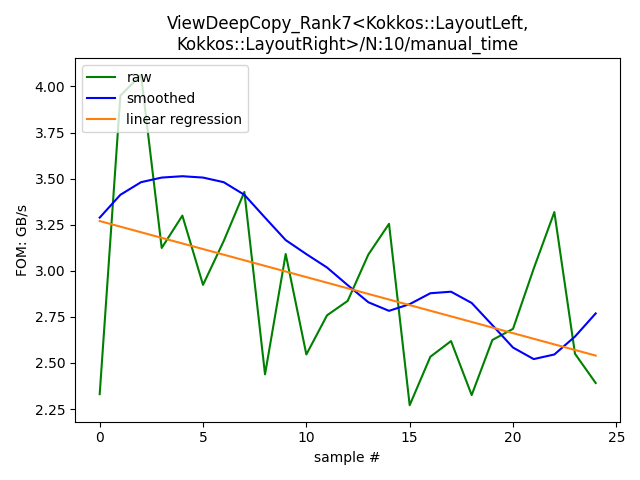 ViewDeepCopy_Rank7<Kokkos::LayoutLeft,
Kokkos::LayoutRight>/N:10/manual_time
raw
smoothed
linear regression
FOM: GB/s
4.00
3.75
3.50
3.25
3.00
2.75
2.50
2.25
0
5
10
15
20
25
sample #